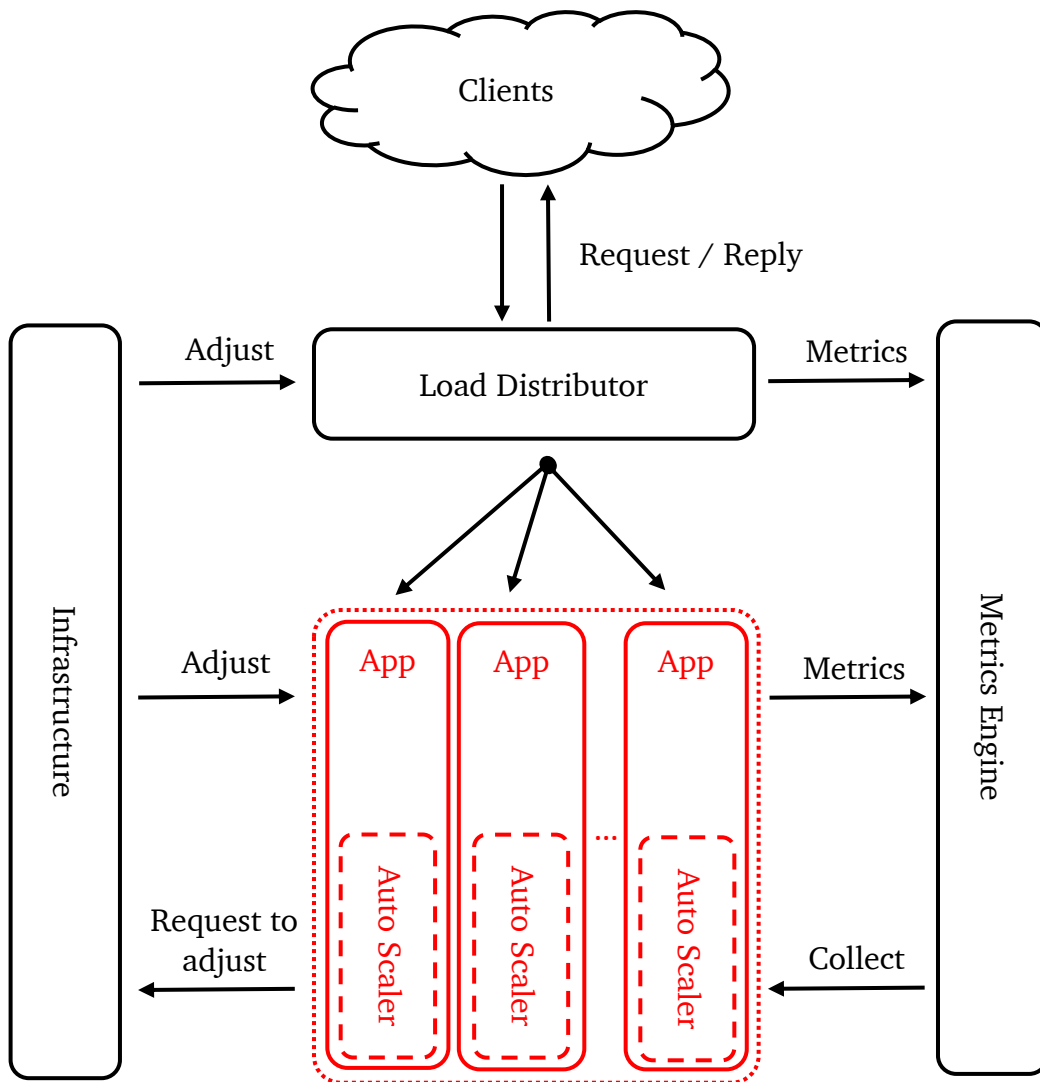 Clients
Request / Reply
Adjust
Load Distributor
Metrics
Infrastructure
Adjust
App
App
App
Metrics
Metrics Engine
...
Auto Scaler
Auto Scaler
Auto Scaler
Request to
adjust
Collect